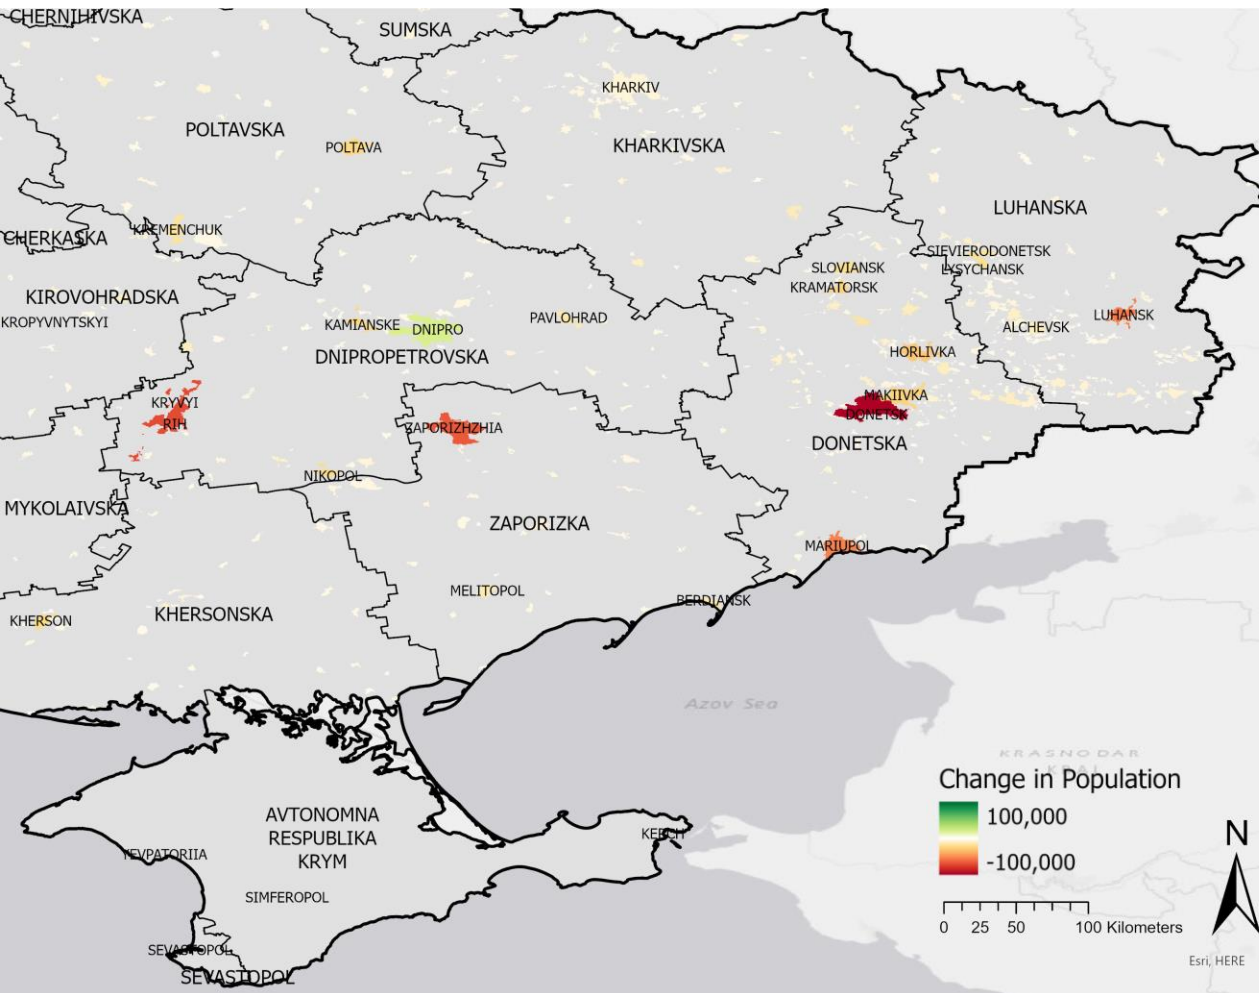 CHERNIHIVSKA
SUMSKA
KHARKIV
POLTAVSKA
POLTAVA
KHARKIVSKA
LUHANSKA
KREMENCHUK
CHERKASKA
SIEVIERODONETSK
LYSYCHANSK
SLOVIANSK
KRAMATORSK
KIROVOHRADSKA
KROPYVNYTSKYI
KAMIANSKE
DNIPRO
PAVLOHRAD
ALCHEVSK
LUHANSK
DNIPROPETROVSKA
HORLIVKA
KRYVYI
RIH
MAKIIVKA
DONETSK
ZAPORIZHZHIA
DONETSKA
NIKOPOL
MYKOLAIVSKA
ZAPORIZKA
MARIUPOL
MELITOPOL
BERDIANSK
KHERSON
KHERSONSKA
Azov Sea
KRASNODAR
KRAI
Change in Population
100,000
-100,000
N
AVTONOMNA
RESPUBLIKA
KRYM
KERCH
YEVPATORIIA
SIMFEROPOL
SEVASTOPOL
SEVASTOPOL
0 25 50 100 Kilometers
Esri, HERE